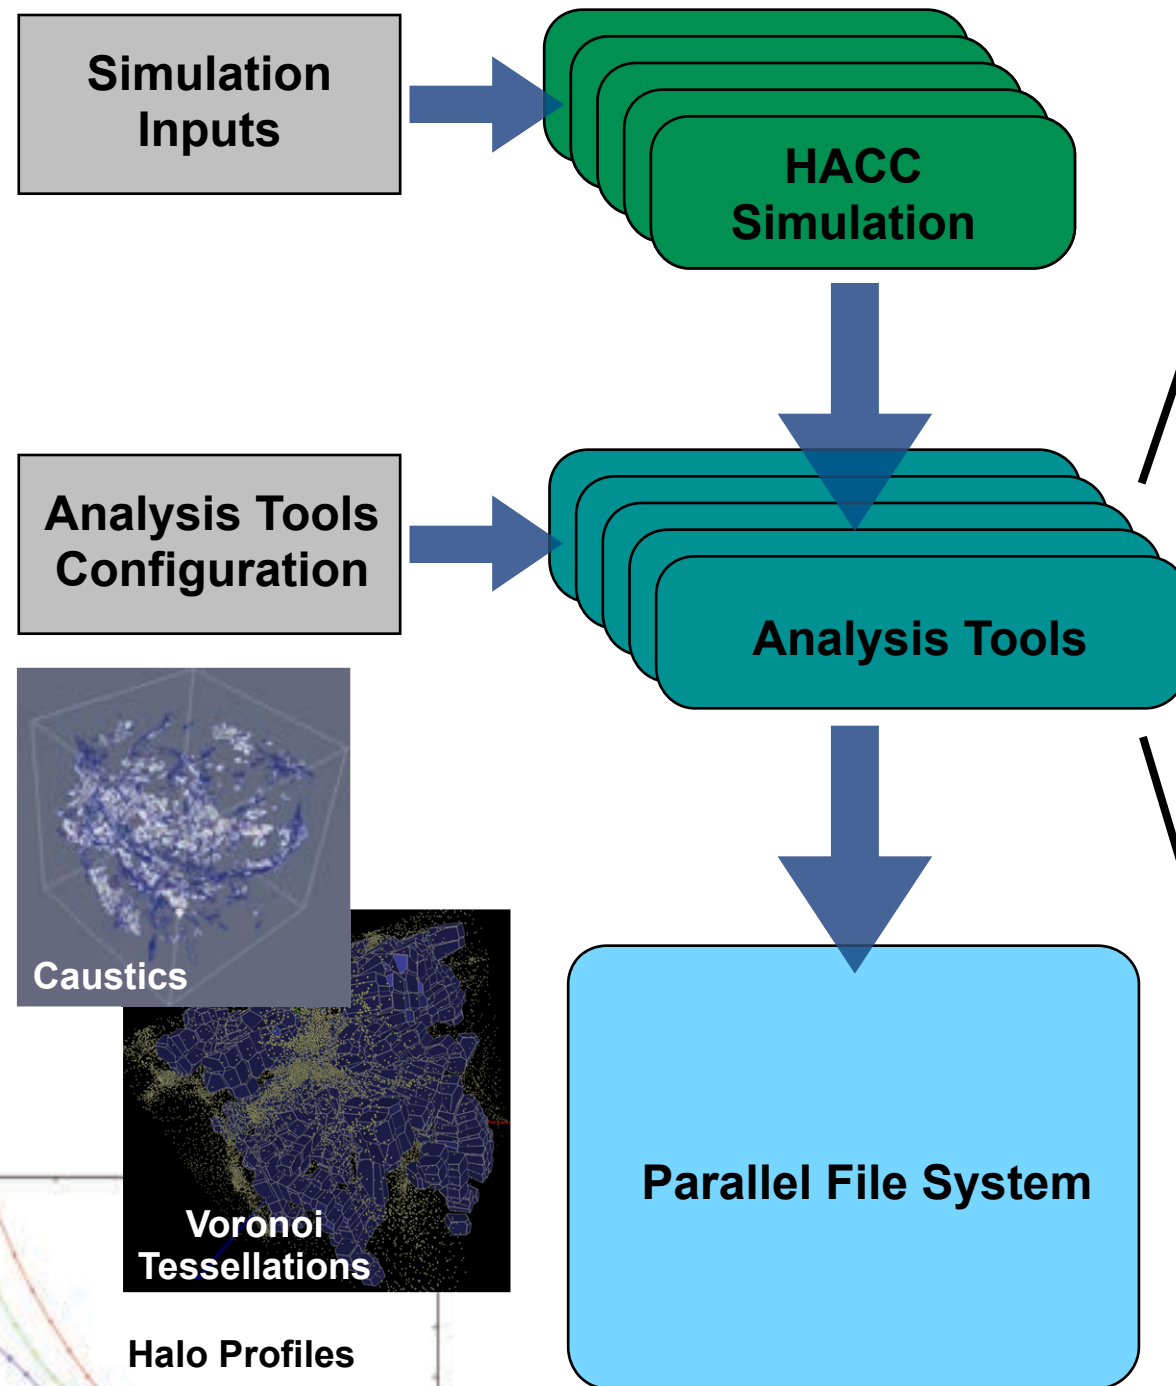 Simulation
Inputs
HACC
Simulation
Analysis Tools
Configuration
Analysis Tools
Caustics
Voronoi
Tessellations
Parallel File System
Halo Profiles